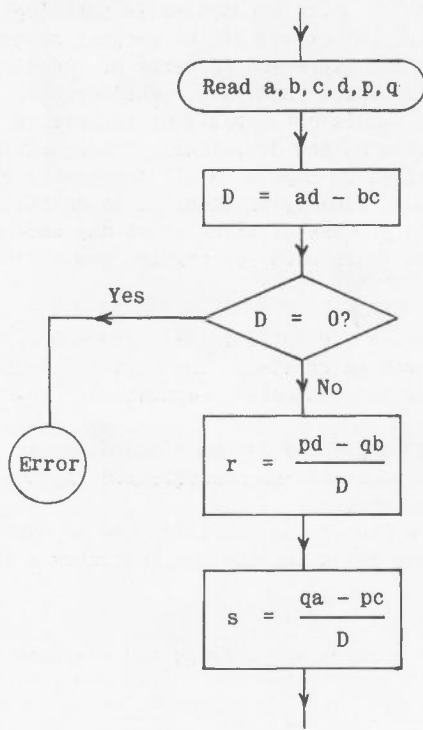 Read a,b,c,d,p,q
D = ad − bc
Yes
D = 0?
No
Error
r = pd − qb / D
s = qa − pc / D